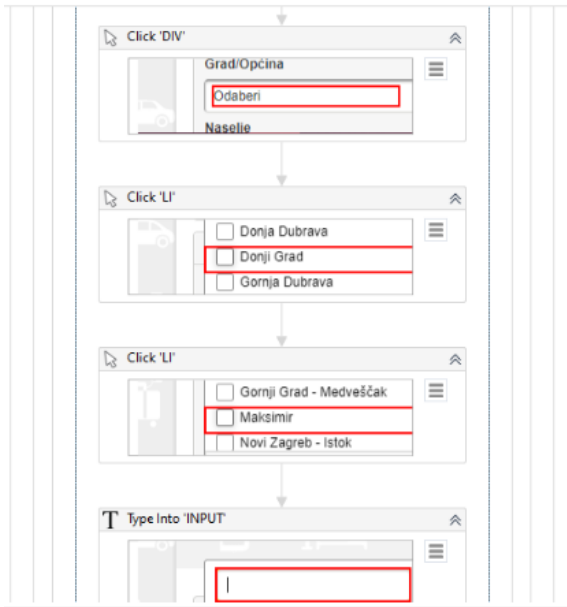 Click 'DIV'
Grad/Općina
Odaberi
Naselje
Click 'LI'
Donja Dubrava
Donji Grad
Gornja Dubrava
Click 'LI'
Gornji Grad - Medveščak
Maksimir
Novi Zagreb - Istok
T Type Into 'INPUT'